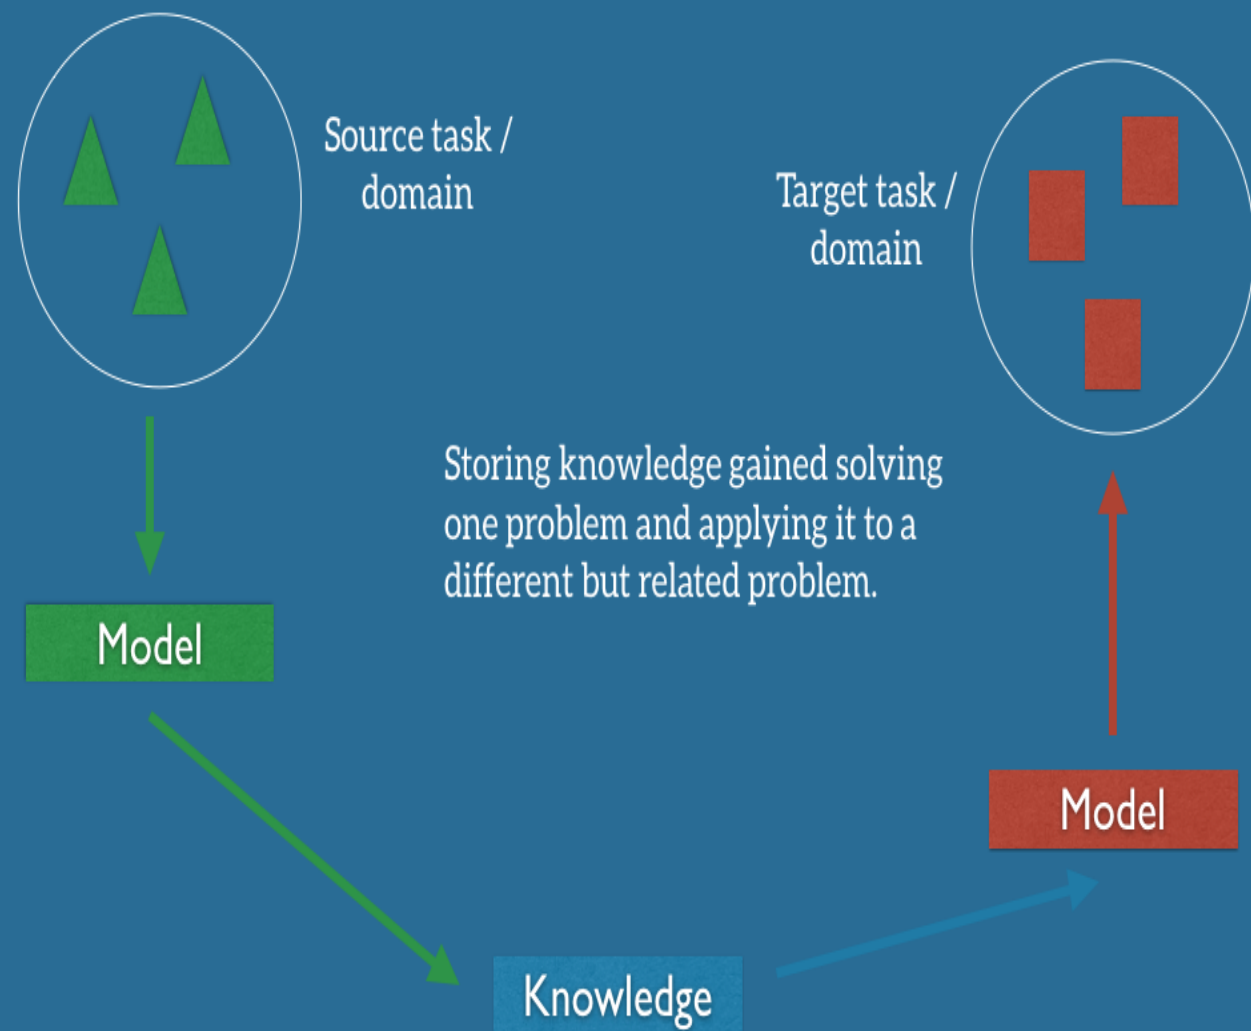 Source task /
domain
Target task /
domain
Storing knowledge gained solving
one problem and applying it to a
different but related problem.
Model
Model
Knowledge